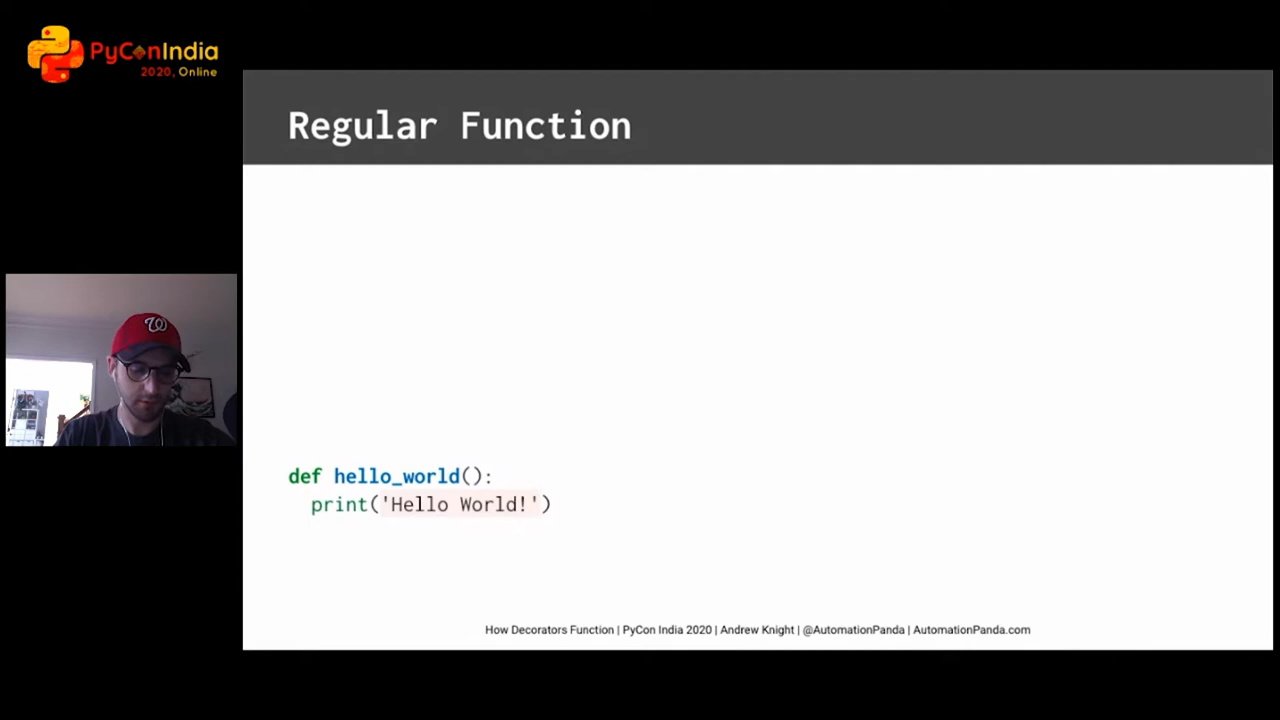 PyConIndia
2020, Online
Regular Function
W
def hello_world():
  print('Hello World!')
How Decorators Function | PyCon India 2020 | Andrew Knight | @AutomationPanda | AutomationPanda.com